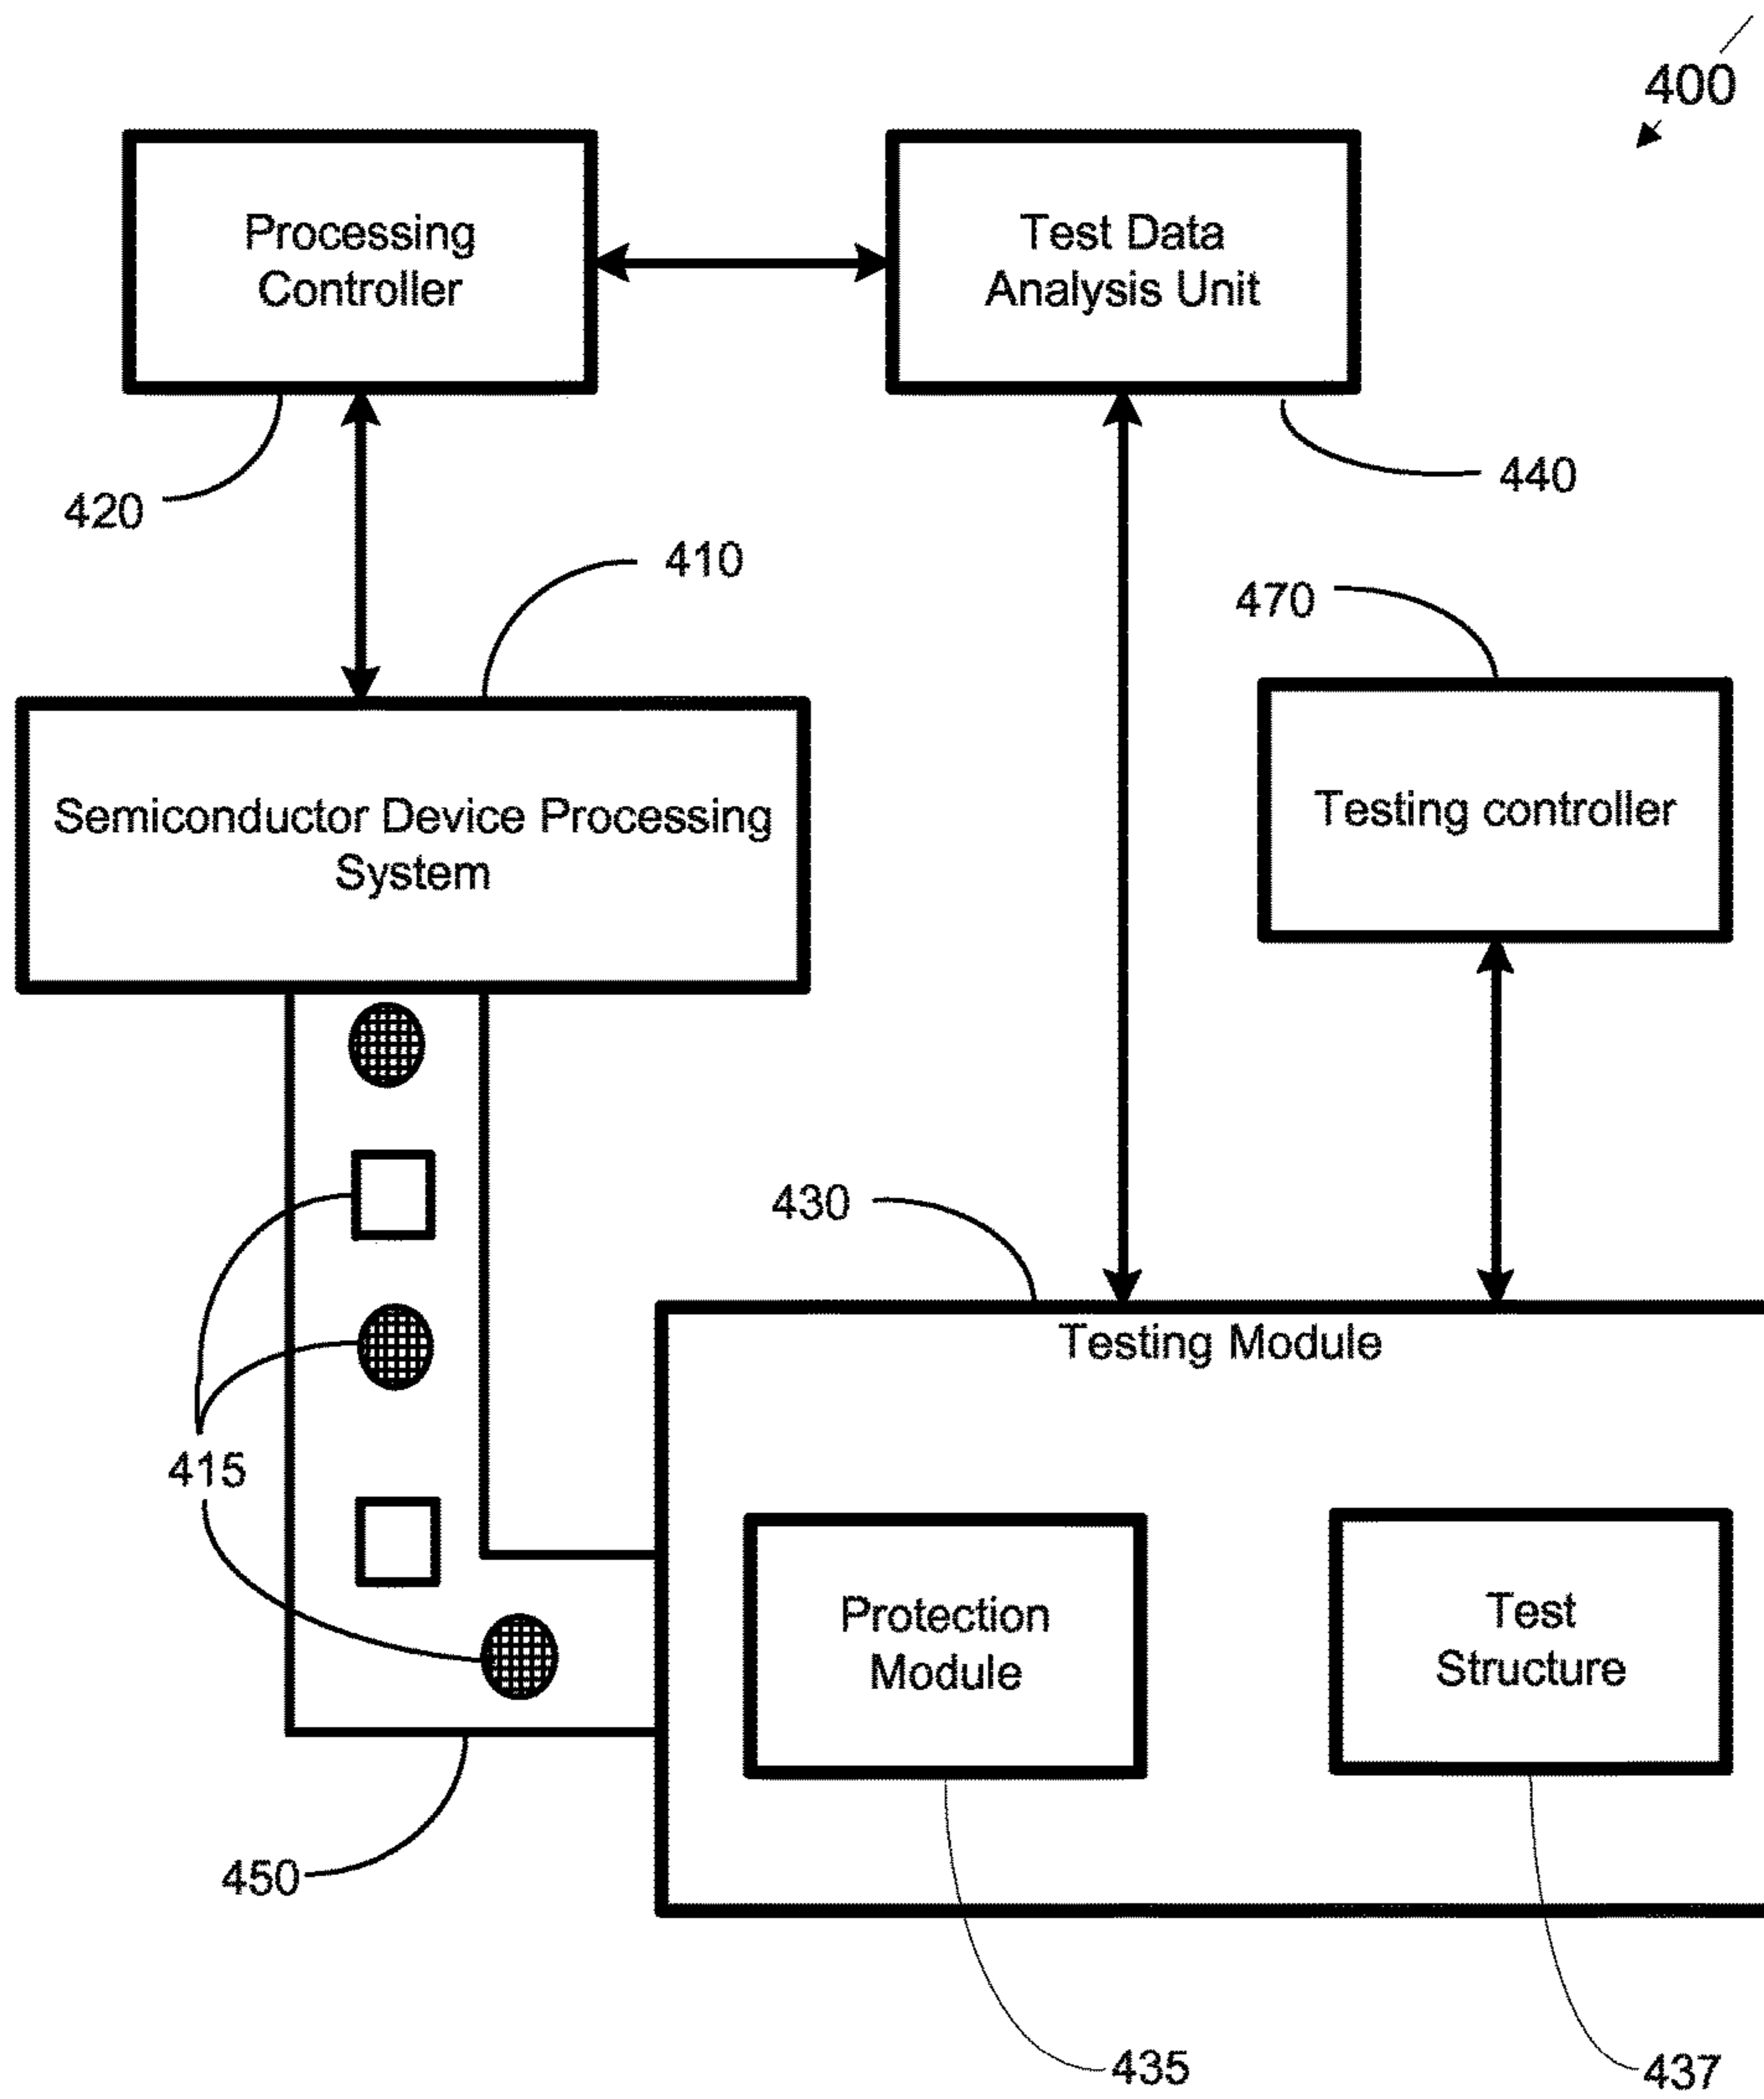 400
Processing
Controller
Test Data
Analysis Unit
420
440
410
470
Semiconductor Device Processing
System
Testing controller
430
Testing Module
415
Protection
Module
Test
Structure
450
435
437